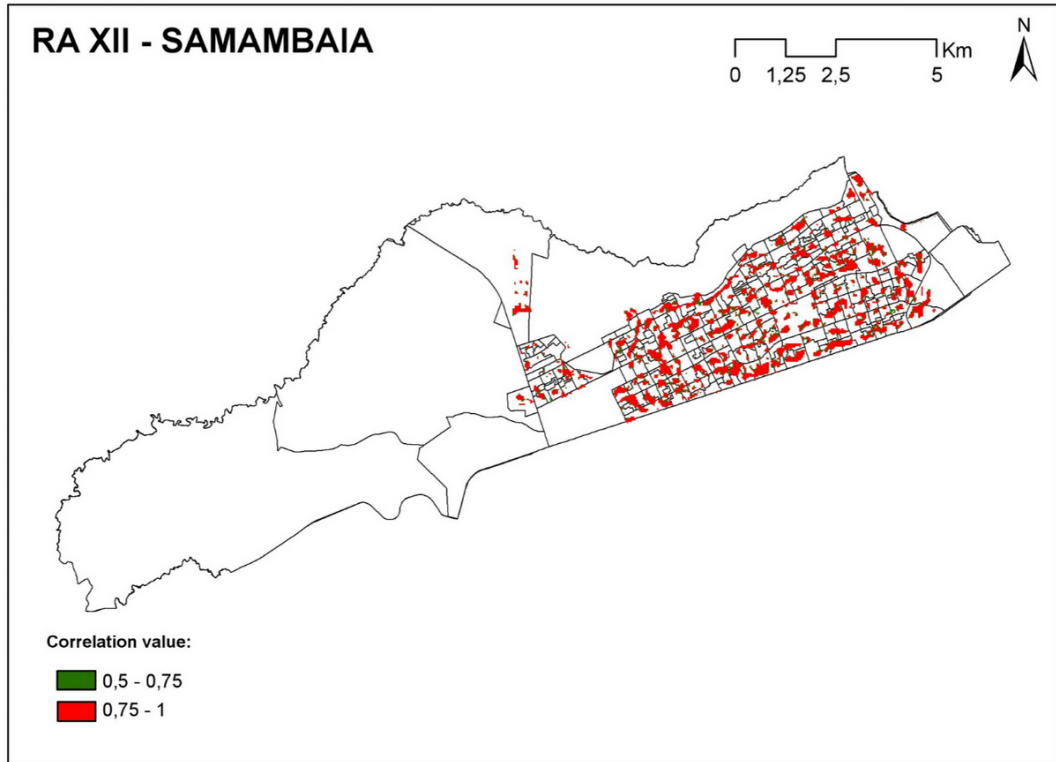 RA XII - SAMAMBAIA
N
Km
0 1,25 2,5 5
Correlation value:
0,5 - 0,75
0,75 - 1